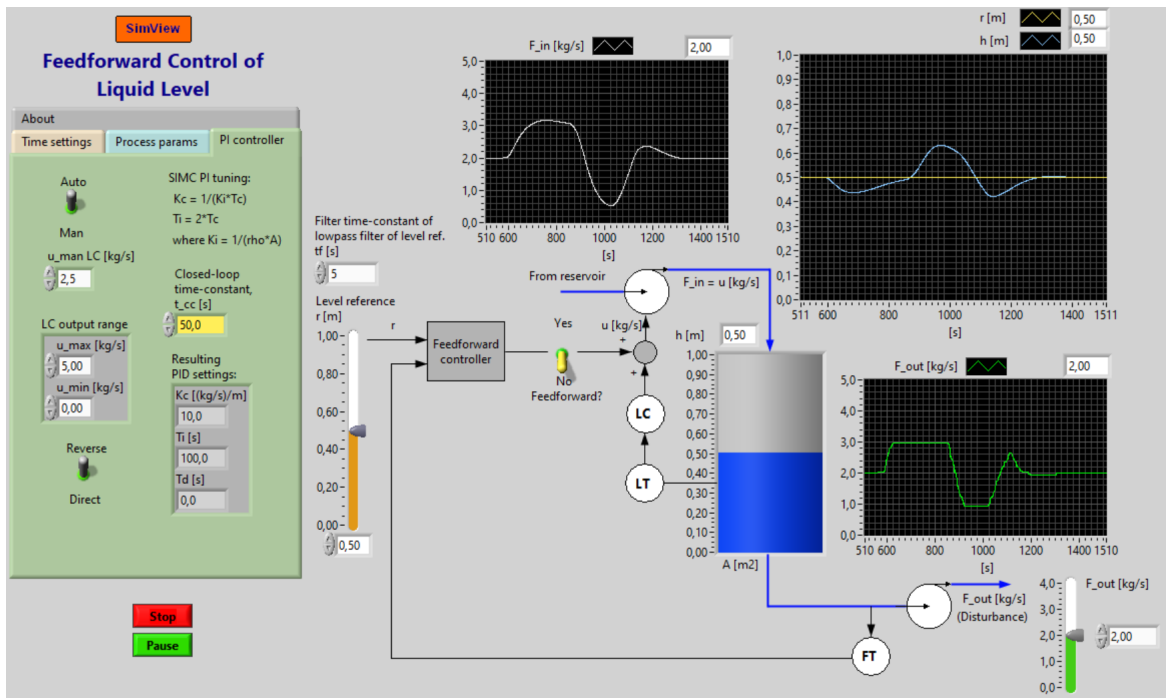 SimView
Feedforward Control of
Liquid Level
About
Time settings
Process params
PI controller
Auto
Man
u_man LC [kg/s]
2,5
LC output range
u_max [kg/s]
5,00
u_min [kg/s]
0,00
Reverse
Direct
SIMC PI tuning:
Kc = 1/(Ki*Tc)
Ti = 2*Tc
where Ki = 1/(rho*A)
Closed-loop
time-constant,
t_cc [s]
50,0
Resulting
PID settings:
Kc [(kg/s)/m]
10,0
Ti [s]
100,0
Td [s]
0,0
Stop
Pause
F_in [kg/s]
2,00
5,0
4,0
3,0
2,0
1,0
0,0
510 600 800 1000 1200 1400 1510
[s]
r [m]
0,50
h [m]
0,50
1,0
0,9
0,8
0,7
0,6
0,5
0,4
0,3
0,2
0,1
0,0
511 600 800 1000 1200 1400 1511
[s]
Filter time-constant of
lowpass filter of level ref.
tf [s]
5
Level reference
r [m]
1,00
0,80
0,60
0,40
0,20
0,00
0,50
r
Feedforward
controller
Yes
No
Feedforward?
From reservoir
u [kg/s]
+
+
LC
LT
F_in = u [kg/s]
h [m]
0,50
1,00
0,90
0,80
0,70
0,60
0,50
0,40
0,30
0,20
0,10
0,00
A [m2]
F_out [kg/s]
2,00
5,0
4,0
3,0
2,0
1,0
0,0
510 600 800 1000 1200 1400 1510
[s]
F_out [kg/s]
(Disturbance)
FT
4,0
3,0
2,0
1,0
0,0
F_out [kg/s]
2,00